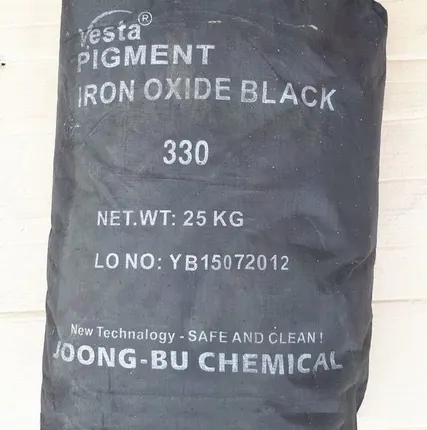 Yesta®
PIGMENT
IRON OXIDE BLACK
330
NET.WT: 25 KG
LO NO: YB15072012
New Technology - SAFE AND CLEAN !
JOONG-BU CHEMICAL